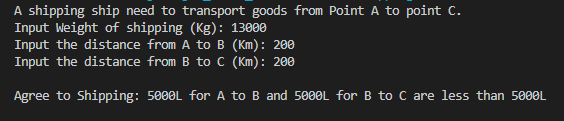 A shipping ship need to transport goods from Point A to point C.
Input Weight of shipping (Kg): 13000
Input the distance from A to B (Km): 200
Input the distance from B to C (Km): 200
Agree to Shipping: 5000L for A to B and 5000L for B to C are less than 5000L